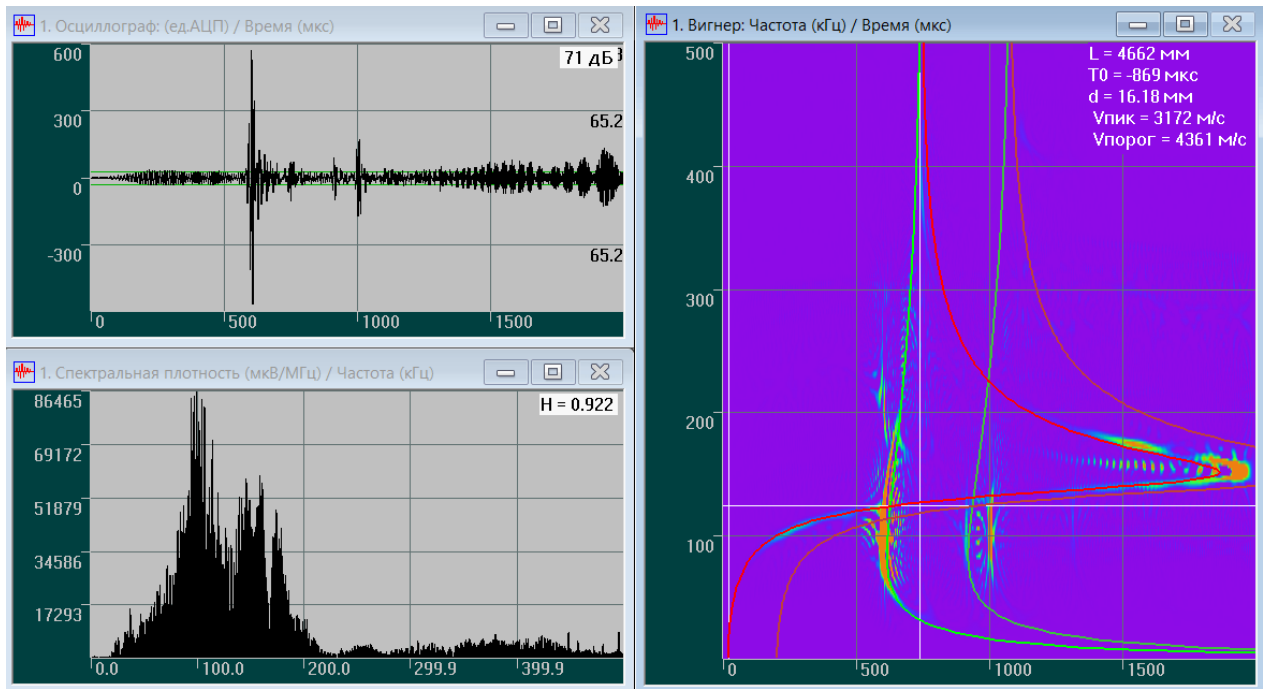 1. Осциллограф: (ед.АЦП) / Время (мкс)
600
71 дБ
300
65.2
0
-300
65.2
0
500
1000
1500
1. Спектральная плотность (мкВ/МГц) / Частота (кГц)
86465
H = 0.922
69172
51879
34586
17293
0.0
100.0
200.0
299.9
399.9
1. Вигнер: Частота (кГц) / Время (мкс)
500
L = 4662 мм
T0 = -869 мкс
d = 16.18 мм
Vпик = 3172 м/с
Vпорог = 4361 м/с
400
300
200
100
0
500
1000
1500